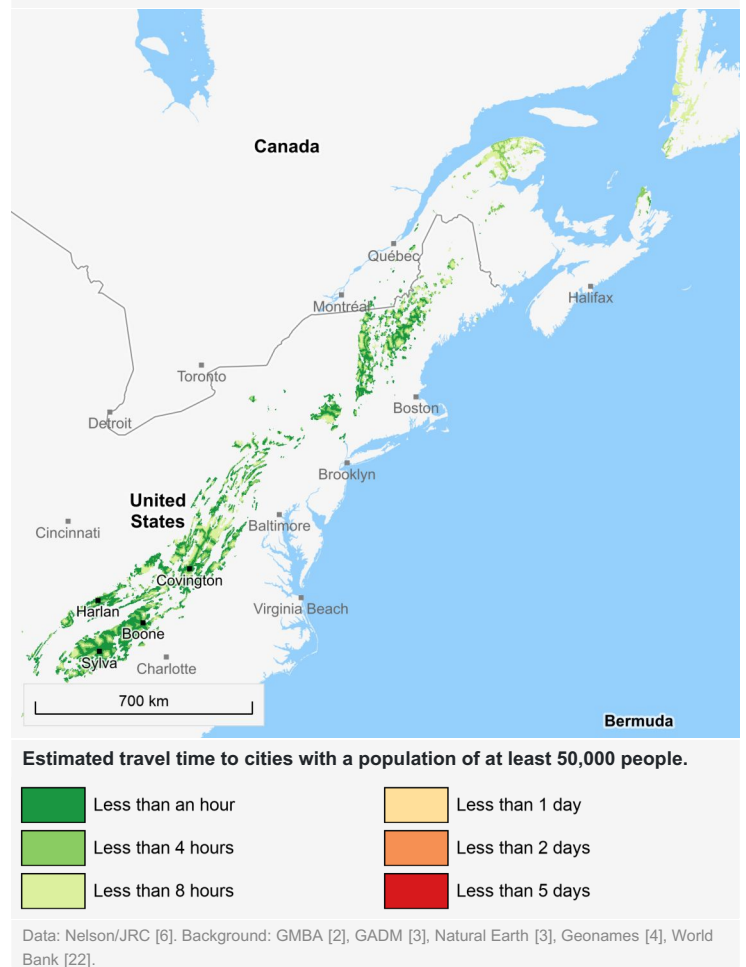 Canada
Québec
Montréal
Halifax
Toronto
Detroit
Boston
Brooklyn
United
States
Baltimore
Cincinnati
Covington
Harlan
Virginia Beach
Boone
Sylva
Charlotte
700 km
Bermuda
Estimated travel time to cities with a population of at least 50,000 people.
Less than an hour
Less than 1 day
Less than 4 hours
Less than 2 days
Less than 8 hours
Less than 5 days
Data: Nelson/JRC [6]. Background: GMBA [2], GADM [3], Natural Earth [3], Geonames [4], World
Bank [22].